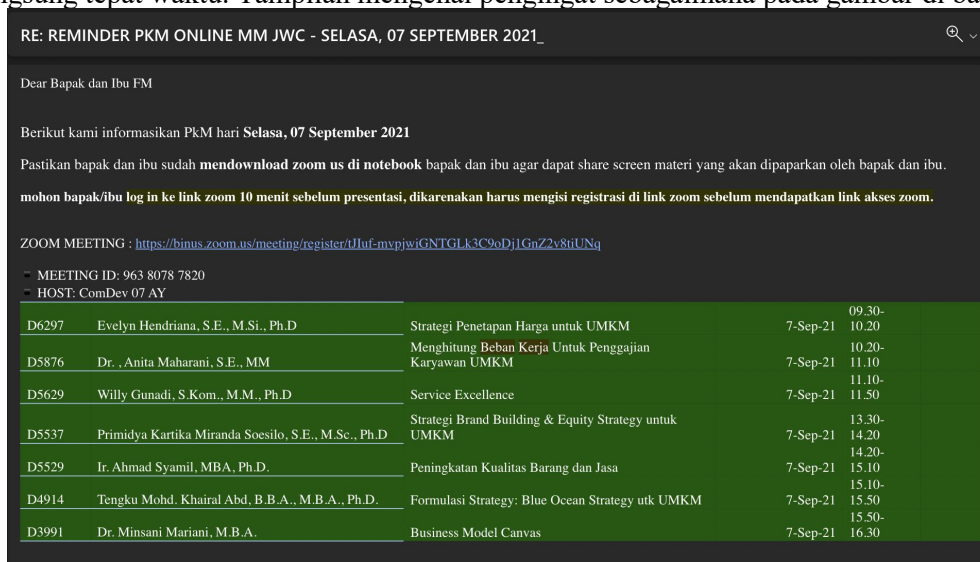 ngsung tepat waktu. Tampilan mengenai pengingat sebagaimana pada gambar di ba
RE: REMINDER PKM ONLINE MM JWC - SELASA, 07 SEPTEMBER 2021_
Dear Bapak dan Ibu FM
Berikut kami informasikan PkM hari Selasa, 07 September 2021
Pastikan bapak dan ibu sudah mendownload zoom us di notebook bapak dan ibu agar dapat share screen materi yang akan dipaparkan oleh bapak dan ibu.
mohon bapak/ibu log in ke link zoom 10 menit sebelum presentasi, dikarenakan harus mengisi registrasi di link zoom sebelum mendapatkan link akses zoom.
ZOOM MEETING : https://binus.zoom.us/meeting/register/tJIuf-mvpjwiGNTGLk3C9oDj1GnZ2v8tiUNq
MEETING ID: 963 8078 7820
HOST: ComDev 07 AY
D6297 Evelyn Hendriana, S.E., M.Si., Ph.D Strategi Penetapan Harga untuk UMKM 7-Sep-21 09.30-
10.20
Menghitung Beban Kerja Untuk Penggajian 10.20-
D5876 Dr. , Anita Maharani, S.E., MM Karyawan UMKM 7-Sep-21 11.10
11.10-
D5629 Willy Gunadi, S.Kom., M.M., Ph.D Service Excellence 7-Sep-21 11.50
Strategi Brand Building & Equity Strategy untuk 13.30-
D5537 Primidya Kartika Miranda Soesilo, S.E., M.Sc., Ph.D UMKM 7-Sep-21 14.20
14.20-
D5529 Ir. Ahmad Syamil, MBA, Ph.D. Peningkatan Kualitas Barang dan Jasa 7-Sep-21 15.10
15.10-
D4914 Tengku Mohd. Khairal Abd, B.B.A., M.B.A., Ph.D. Formulasi Strategy: Blue Ocean Strategy utk UMKM 7-Sep-21 15.50
15.50-
D3991 Dr. Minsani Mariani, M.B.A. Business Model Canvas 7-Sep-21 16.30